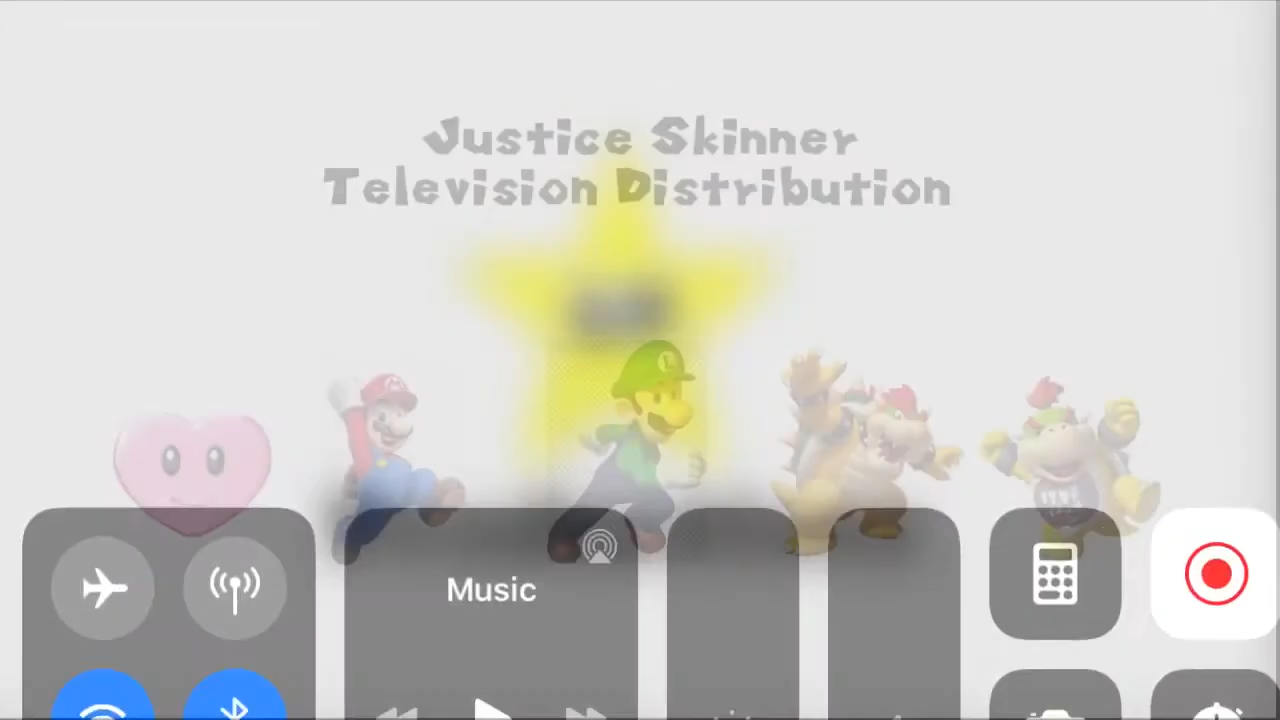 Justice Skinner
Television Distribution
L
M
Music